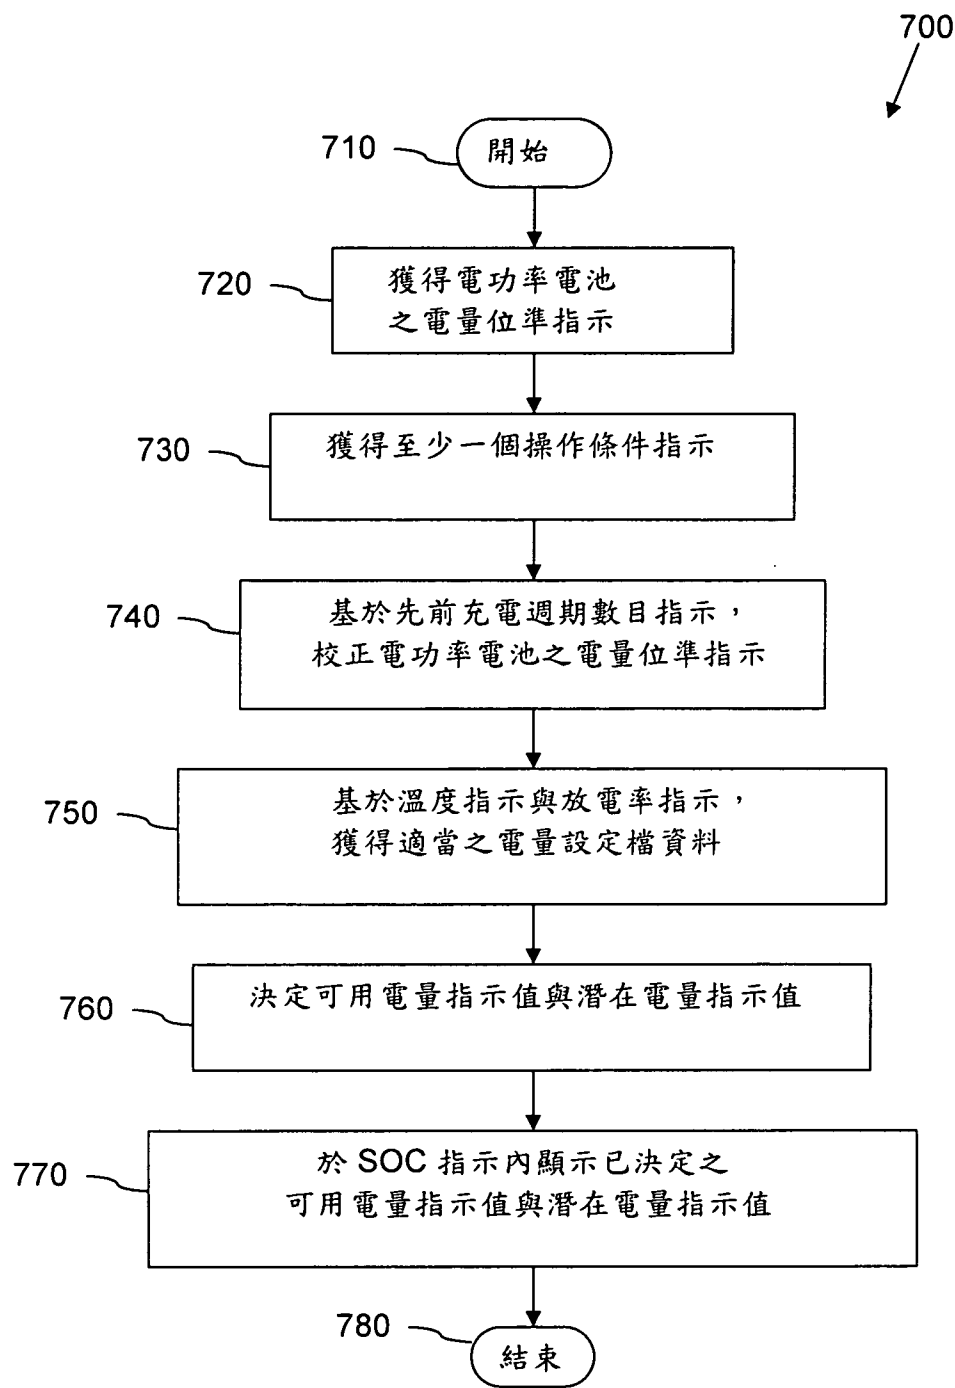 700
710
開始
720
獲得電功率電池
之電量位準指示
730
獲得至少一個操作條件指示
740
基於先前充電週期數目指示，
校正電功率電池之電量位準指示
750
基於溫度指示與放電率指示，
獲得適當之電量設定檔資料
760
決定可用電量指示值與潛在電量指示值
770
於 SOC 指示內顯示已決定之
可用電量指示值與潛在電量指示值
780
結束